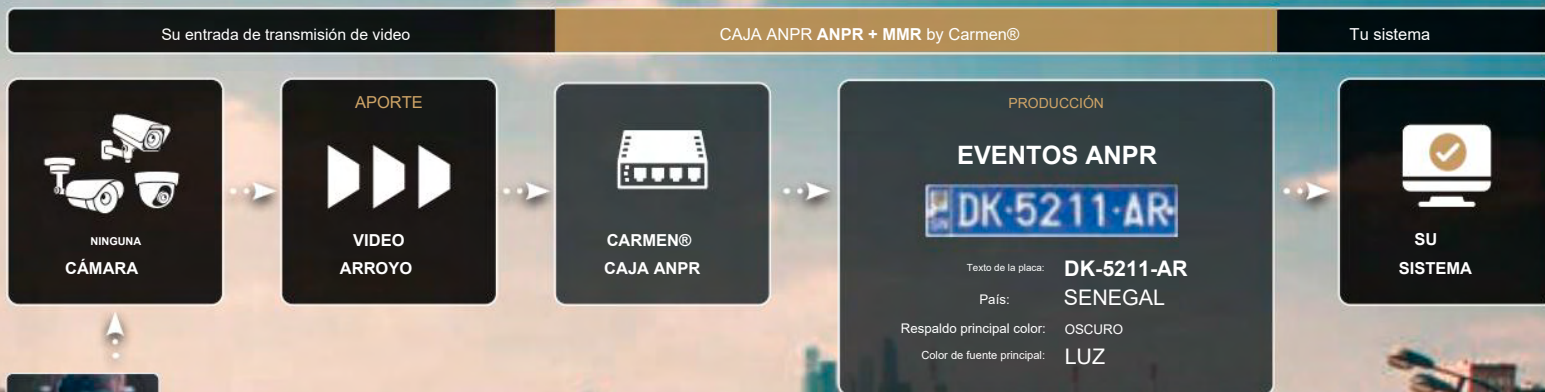 Su entrada de transmisión de video
CAJA ANPR ANPR + MMR by Carmen®
Tu sistema
NINGUNA
CÁMARA
APORTE
VIDEO
ARROYO
CARMEN®
CAJA ANPR
PRODUCCIÓN
EVENTOS ANPR
DK·5211·AR
Texto de la placa: DK-5211-AR
País: SENEGAL
Respaldo principal color: OSCURO
Color de fuente principal: LUZ
SU
SISTEMA